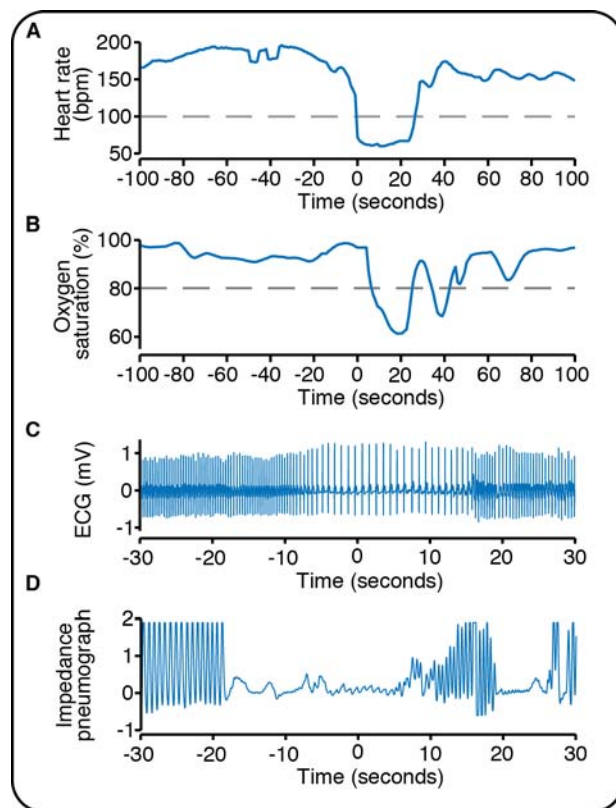 A
200
150
100
50
Heart rate
(bpm)
-100 -80 -60 -40 -20 0 20 40 60 80 100
Time (seconds)
B
100
80
60
Oxygen
saturation (%)
-100 -80 -60 -40 -20 0 20 40 60 80 100
Time (seconds)
C
1
0
-1
ECG (mV)
-30 -20 -10 0 10 20 30
Time (seconds)
D
2
1
0
-1
Impedance
pneumograph
-30 -20 -10 0 10 20 30
Time (seconds)